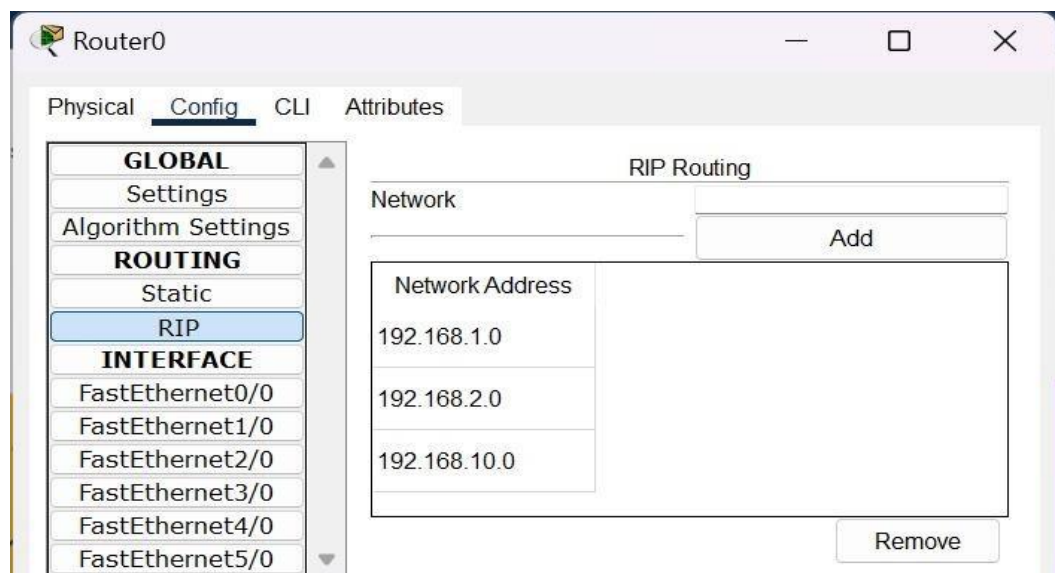 Router0
Physical Config CLI Attributes
GLOBAL
Settings
Algorithm Settings
ROUTING
Static
RIP
INTERFACE
FastEthernet0/0
FastEthernet1/0
FastEthernet2/0
FastEthernet3/0
FastEthernet4/0
FastEthernet5/0
RIP Routing
Network
Add
Network Address
192.168.1.0
192.168.2.0
192.168.10.0
Remove